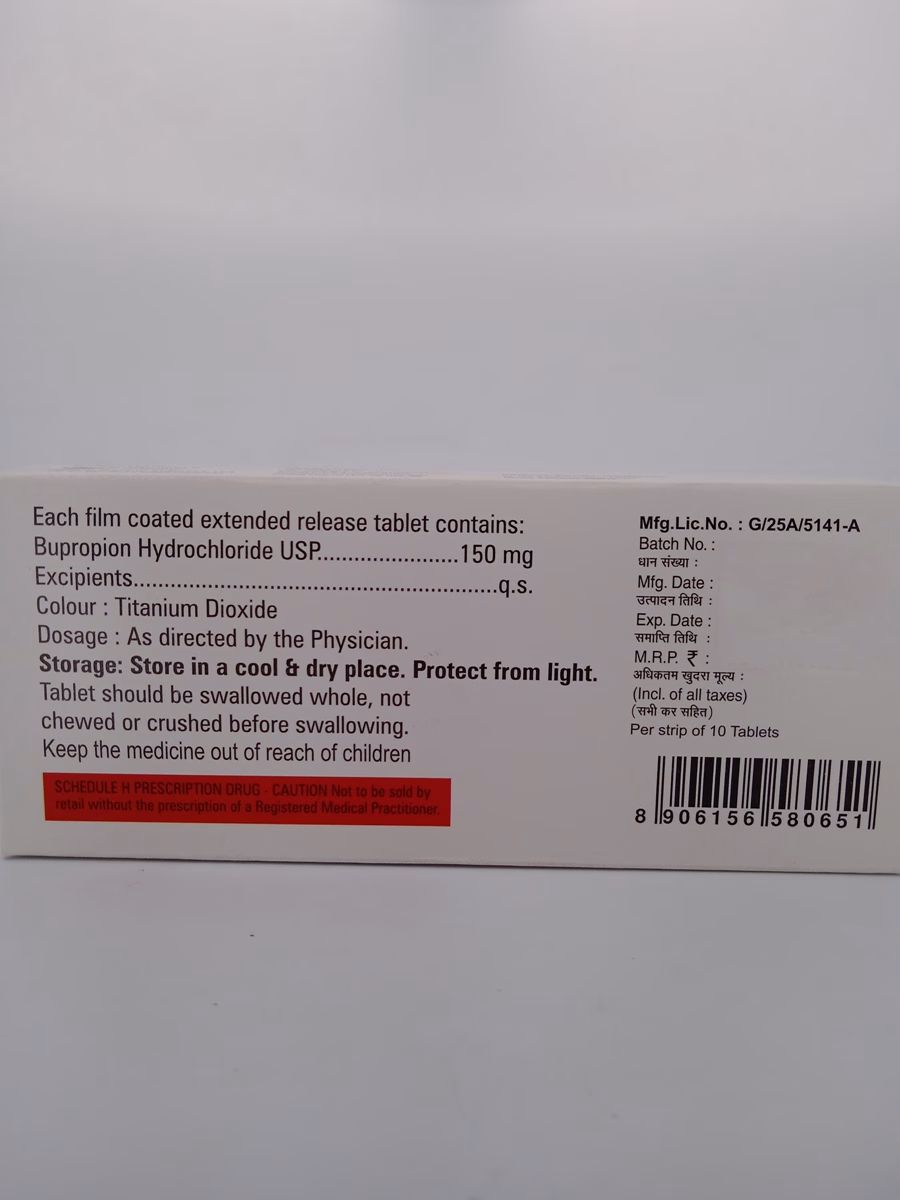 Each film coated extended release tablet contains:
Bupropion Hydrochloride USP.......................150 mg
Excipients............................................................q.s.
Colour : Titanium Dioxide
Dosage : As directed by the Physician.
Storage: Store in a cool & dry place. Protect from light.
Tablet should be swallowed whole, not
chewed or crushed before swallowing.
Keep the medicine out of reach of children
SCHEDULE H PRESCRIPTION DRUG - CAUTION Not to be sold by
retail without the prescription of a Registered Medical Practitioner.
Mfg.Lic.No. : G/25A/5141-A
Batch No. :
धान संख्या :
Mfg. Date :
उत्पादन तिथि :
Exp. Date :
समाप्ति तिथि :
M.R.P. ₹ :
अधिकतम खुदरा मूल्य :
(Incl. of all taxes)
(सभी कर सहित)
Per strip of 10 Tablets
8 906156 580651